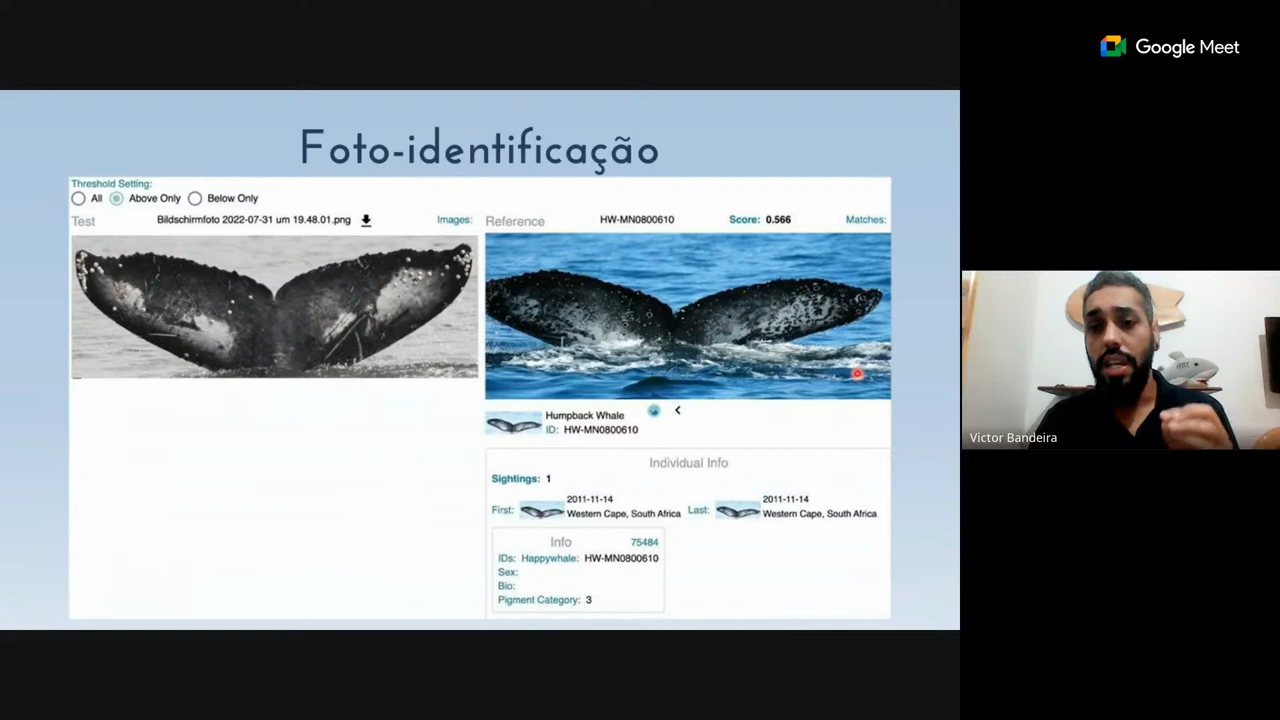 Google Meet
Foto-identificação
Threshold Setting:
All Above Only Below Only
Test Bildschirmfoto 2022-07-31 um 19.48.01.png Images:
Reference HW-MN0800610 Score: 0.566 Matches:
Humpback Whale
ID: HW-MN0800610
Individual Info
Sightings: 1
First: 2011-11-14
Western Cape, South Africa
Last: 2011-11-14
Western Cape, South Africa
Info 75484
IDs: Happywhale: HW-MN0800610
Sex:
Bio:
Pigment Category: 3
Victor Bandeira